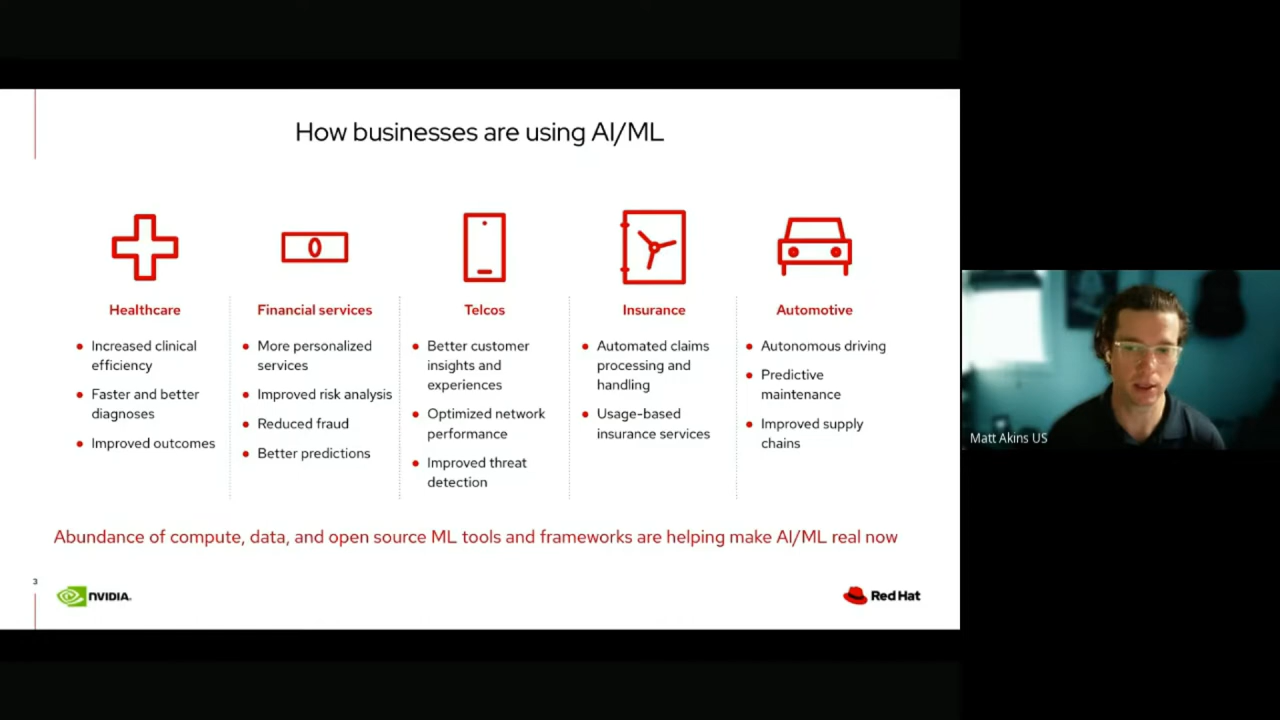 How businesses are using AI/ML
Healthcare
Increased clinical
efficiency
Faster and better
diagnoses
Improved outcomes
Financial services
More personalized
services
Improved risk analysis
Reduced fraud
Better predictions
Telcos
Better customer
insights and
experiences
Optimized network
performance
Improved threat
detection
Insurance
Automated claims
processing and
handling
Usage-based
insurance services
Automotive
Autonomous driving
Predictive
maintenance
Improved supply
chains
Abundance of compute, data, and open source ML tools and frameworks are helping make AI/ML real now
3
NVIDIA.
Red Hat
Matt Akins US